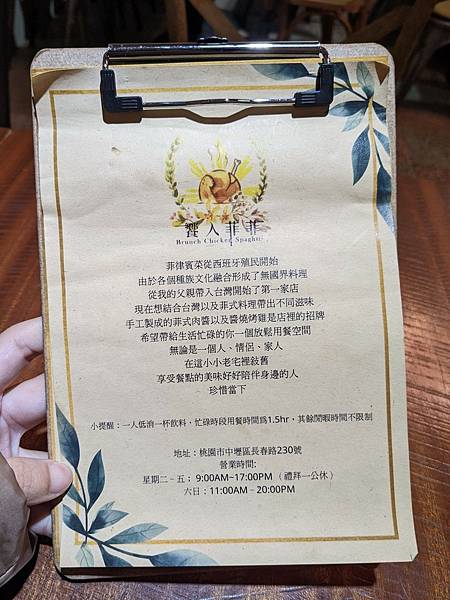 饗入菲菲
Brunch Chicken Spaghetti
菲律賓菜從西班牙殖民開始
由於各個種族文化融合形成了無國界料理
從我的父親帶入台灣開始了第一家店
現在想結合台灣以及菲式料理帶出不同滋味
手工製成的菲式肉醬以及醬燒烤雞是店裡的招牌
希望帶給生活忙碌的你一個放鬆用餐空間
無論是一個人、情侶、家人
在這小小老宅裡敘舊
享受餐點的美味好好陪伴身邊的人
珍惜當下
小提醒：一人低消一杯飲料，忙碌時段用餐時間為1.5hr，其餘閒暇時間不限制
地址：桃園市中壢區長春路230號
營業時間:
星期二－五； 9:00AM~17:00PM （禮拜一公休）
六日：11:00AM－20:00PM